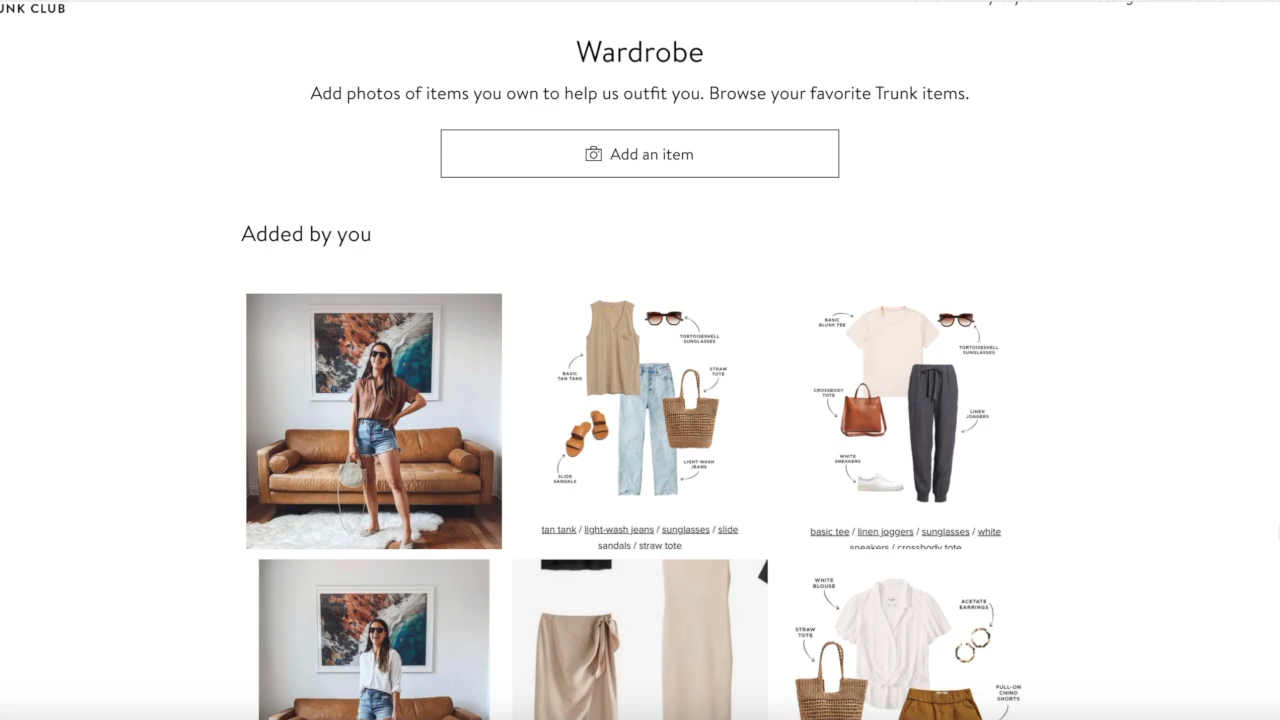 UNK CLUB
Wardrobe
Add photos of items you own to help us outfit you. Browse your favorite Trunk items.
Add an item
Added by you
TORTOISESHELL
SUNGLASSES
BASIC
TAN TANK
STRAW
TOTE
SLIDE
SANDALS
LIGHT-WASH
JEANS
tan tank / light-wash jeans / sunglasses / slide
sandals / straw tote
BASIC
BLUSH TEE
TORTOISESHELL
SUNGLASSES
CROSSBODY
TOTE
LINEN
JOGGERS
WHITE
SNEAKERS
basic tee / linen joggers / sunglasses / white
sneakers / crossbody tote
WHITE
BLOUSE
ACETATE
EARRINGS
STRAW
TOTE
PULL-ON
CHINO
SHORTS